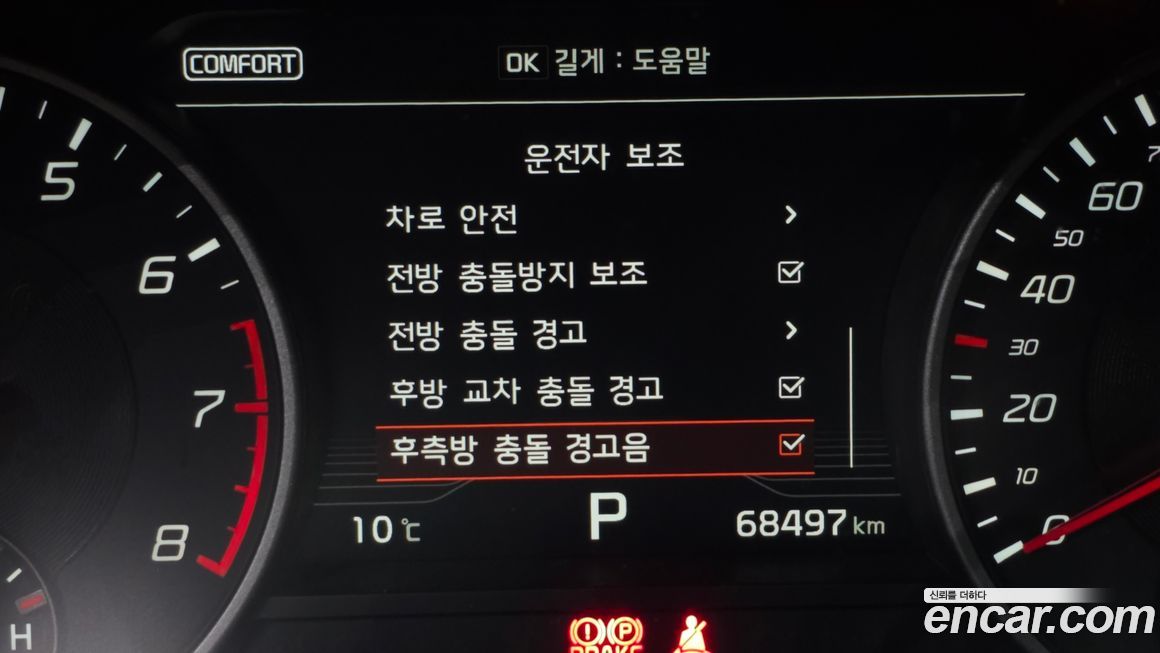 COMFORT
OK 길게 : 도움말
운전자 보조
차로 안전
전방 충돌방지 보조
전방 충돌 경고
후방 교차 충돌 경고
후측방 충돌 경고음
10℃
P
68497 km
5
6
7
8
H
60
50
40
30
20
10
0
BRAKE
신뢰를 더하다
encar.com